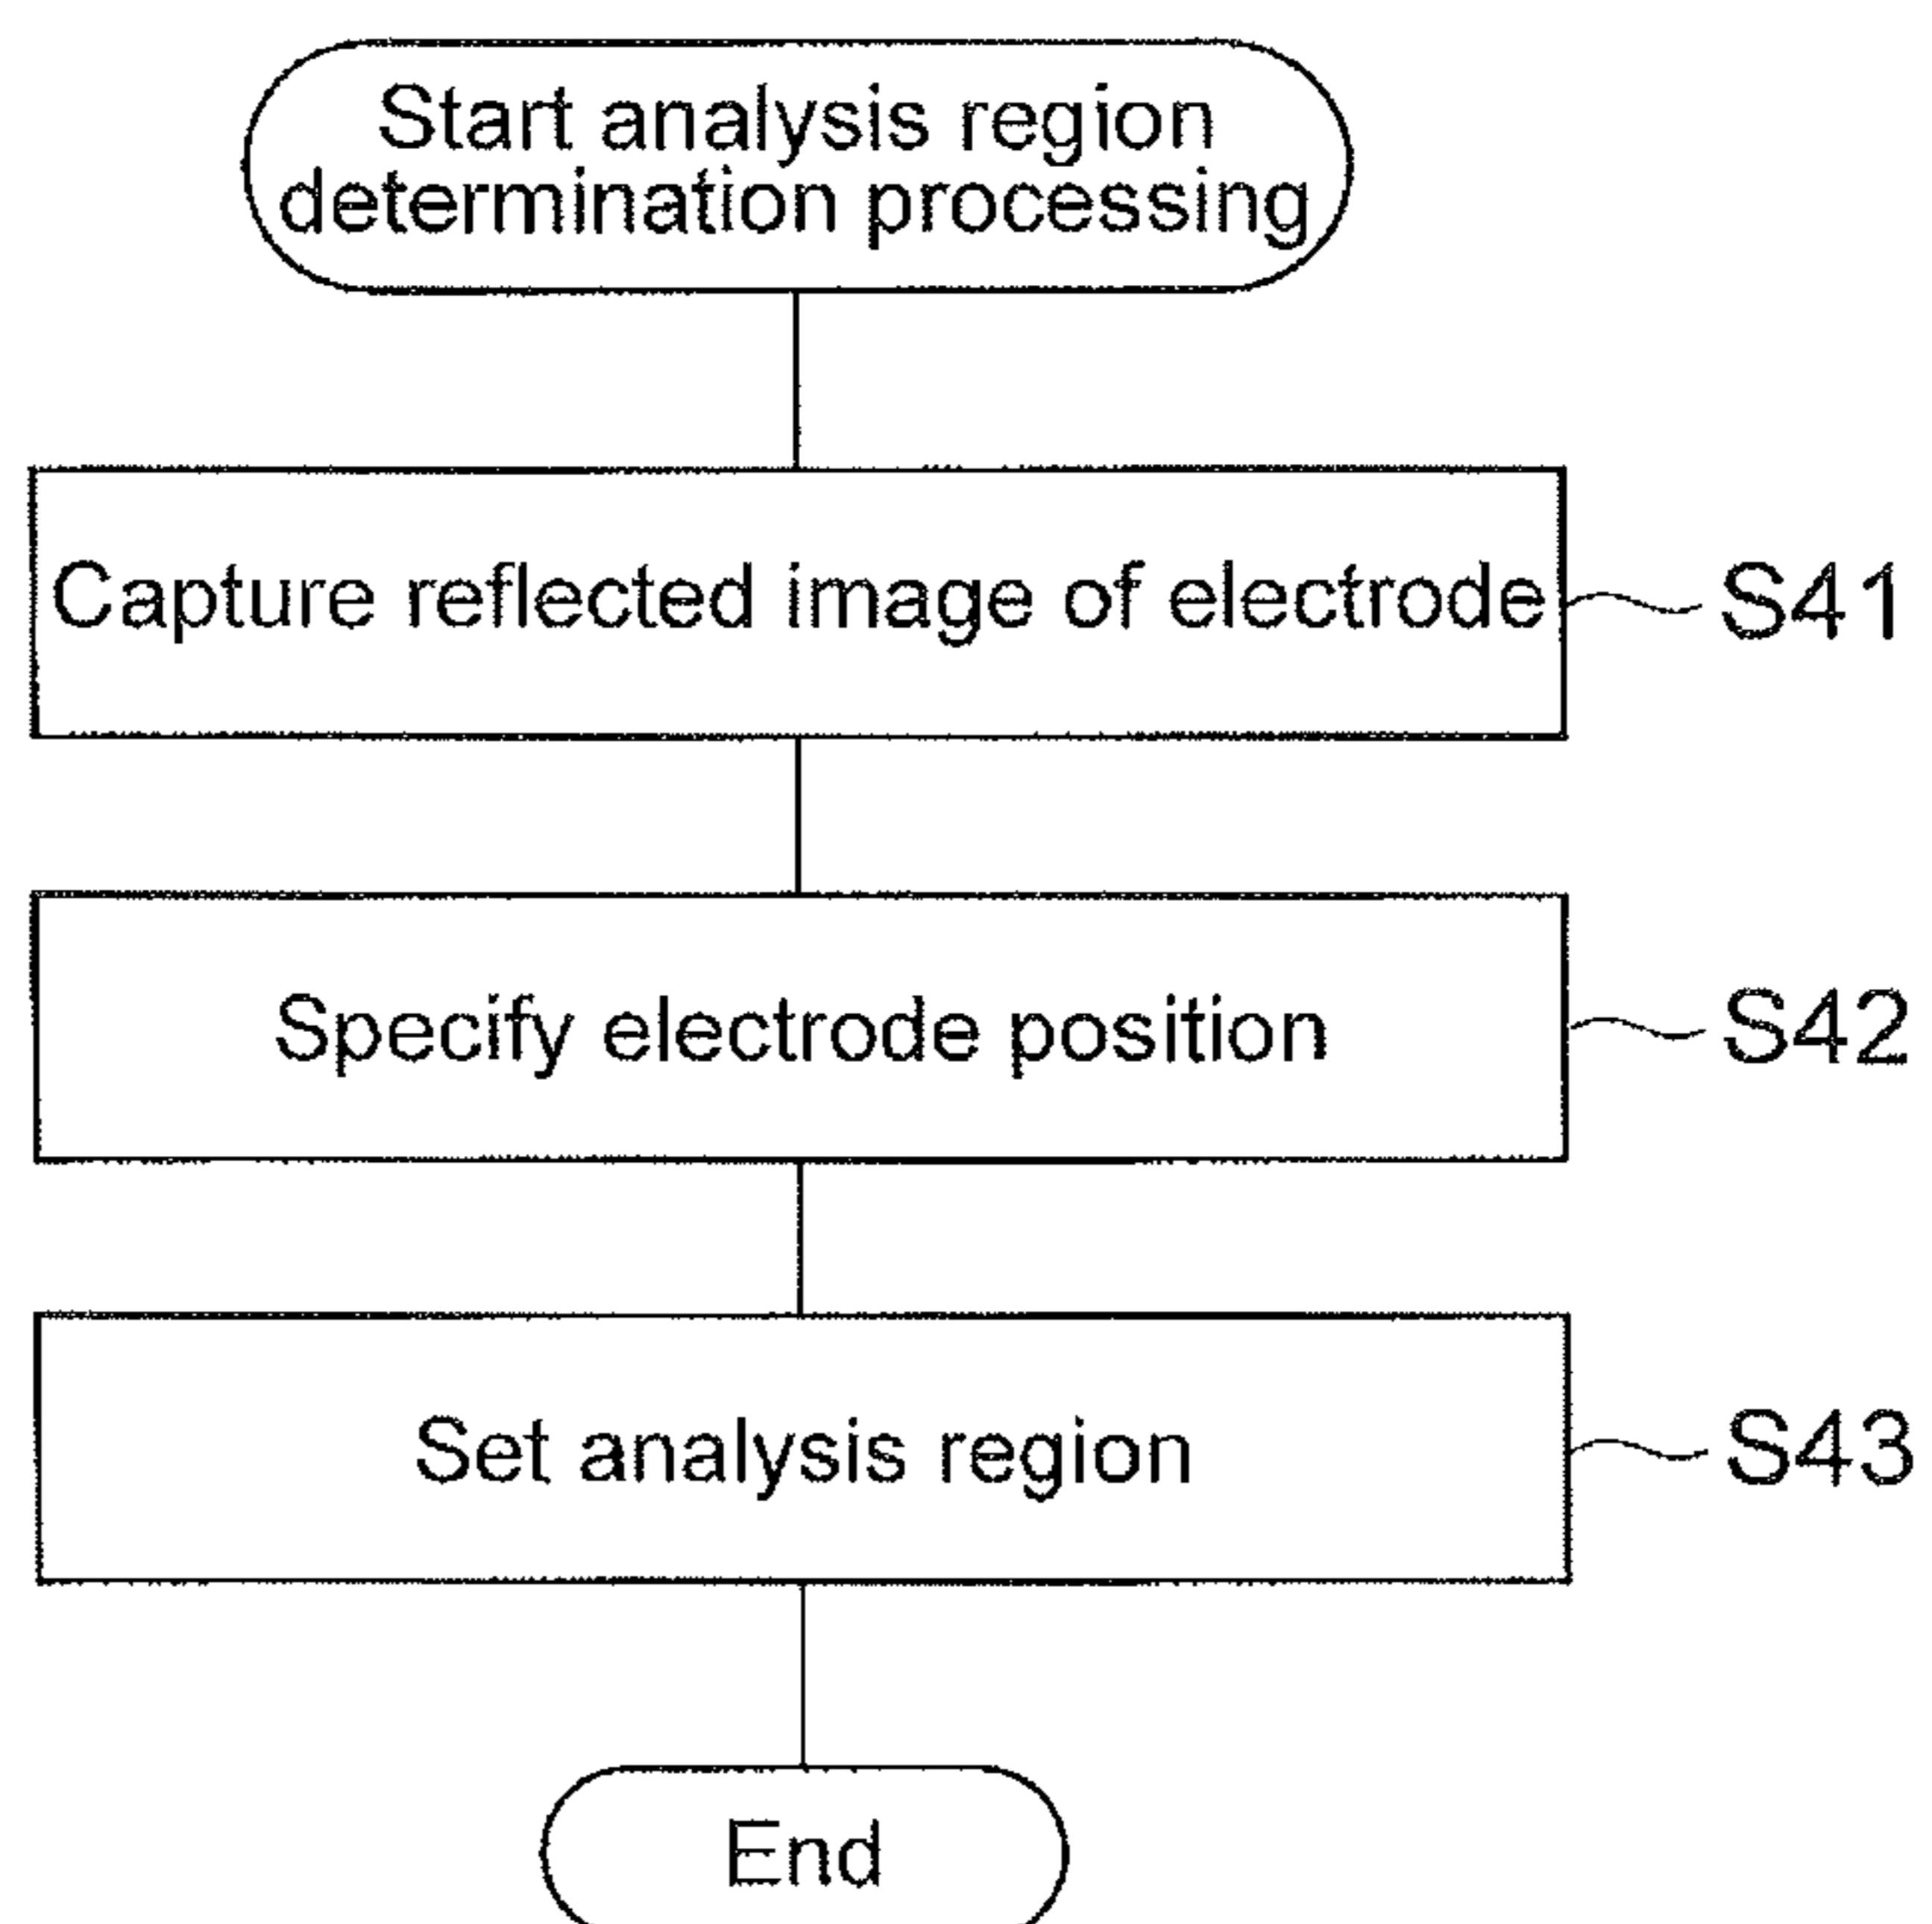 Start analysis region
determination processing
Capture reflected image of electrode
S41
Specify electrode position
S42
Set analysis region
S43
End